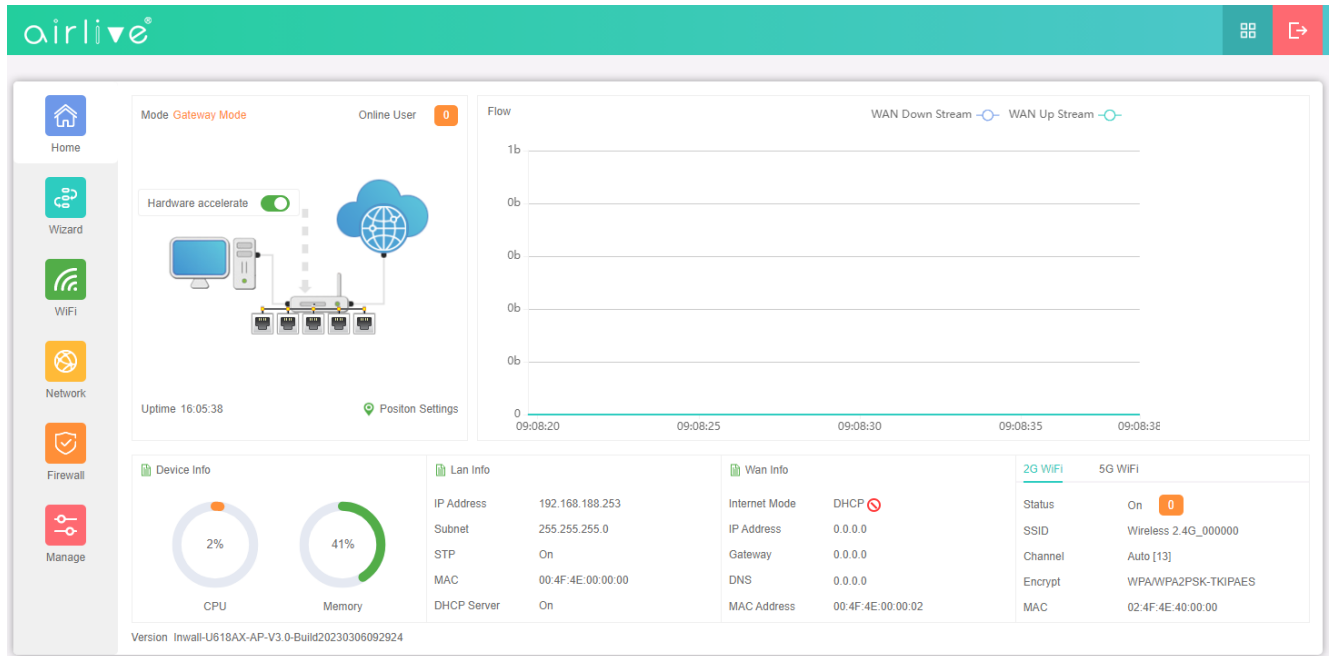 airlive®
Home
Wizard
WiFi
Network
Firewall
Manage
Mode Gateway Mode Online User 0
Hardware accelerate
Uptime 16:05:38 Positon Settings
Flow WAN Down Stream WAN Up Stream
1b
0b
0b
0b
0b
0
09:08:20 09:08:25 09:08:30 09:08:35 09:08:38
Device Info
2% 41%
CPU Memory
Lan Info
IP Address 192.168.188.253
Subnet 255.255.255.0
STP On
MAC 00:4F:4E:00:00:00
DHCP Server On
Wan Info
Internet Mode DHCP
IP Address 0.0.0.0
Gateway 0.0.0.0
DNS 0.0.0.0
MAC Address 00:4F:4E:00:00:02
2G WiFi 5G WiFi
Status On 0
SSID Wireless 2.4G_000000
Channel Auto [13]
Encrypt WPA/WPA2PSK-TKIPAES
MAC 02:4F:4E:40:00:00
Version Inwall-U618AX-AP-V3.0-Build20230306092924